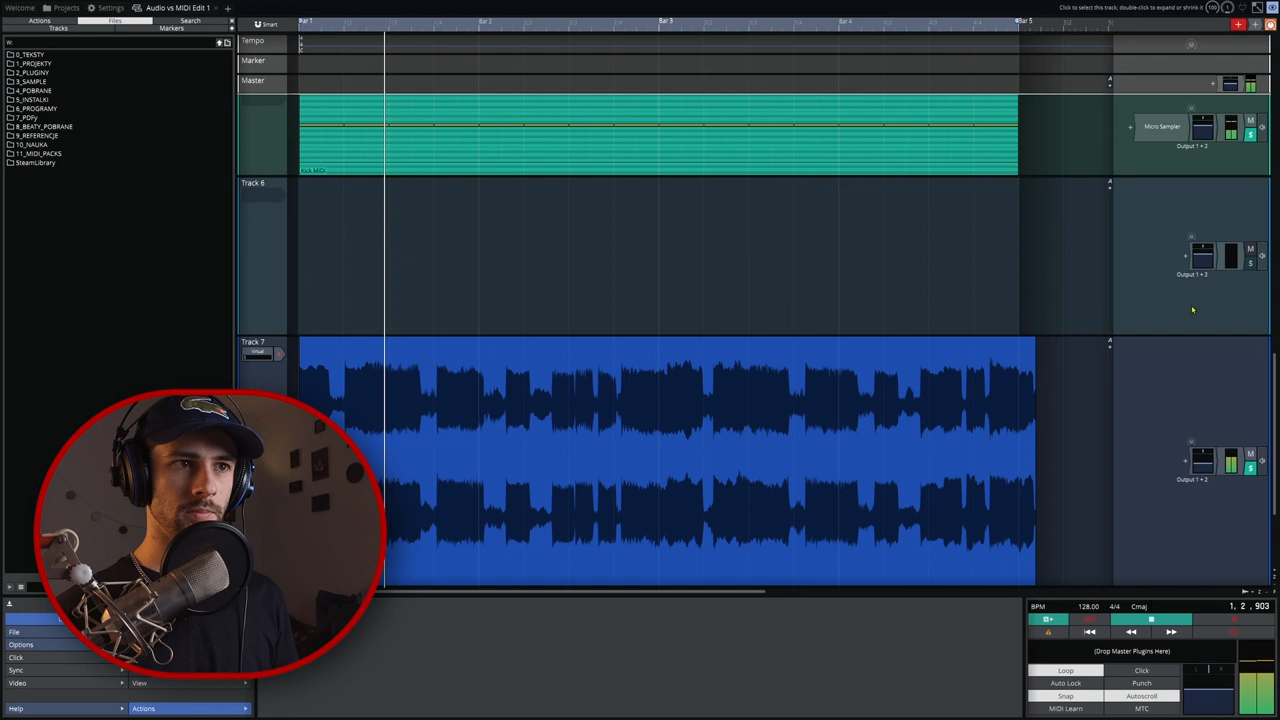 Welcome Projects Settings Audio vs MIDI Edit 1
Click to select this track; double-click to expand or shrink it
Actions Files Search
Tracks Markers
W:
0_TEKSTY
1_PROJEKTY
2_PLUGINY
3_SAMPLE
4_POBRANE
5_INSTALKI
6_PROGRAMY
7_PDFy
8_BEATY_POBRANE
9_REFERENCJE
10_NAUKA
11_MIDI_PACKS
SteamLibrary
Smart
Bar 1 Bar 2 Bar 3 Bar 4 Bar 5
Tempo
Marker
Master
Kick MIDI
Micro Sampler
M
S
Output 1 + 2
Track 6
M
S
Output 1 + 2
Track 7
Virtual
M
S
Output 1 + 2
File
Options
Click
Sync
Video
View
Help
Actions
BPM 128.00 4/4 Cmaj 1, 2, 903
(Drop Master Plugins Here)
Loop Click
Auto Lock Punch
Snap Autoscroll
MIDI Learn MTC
L R